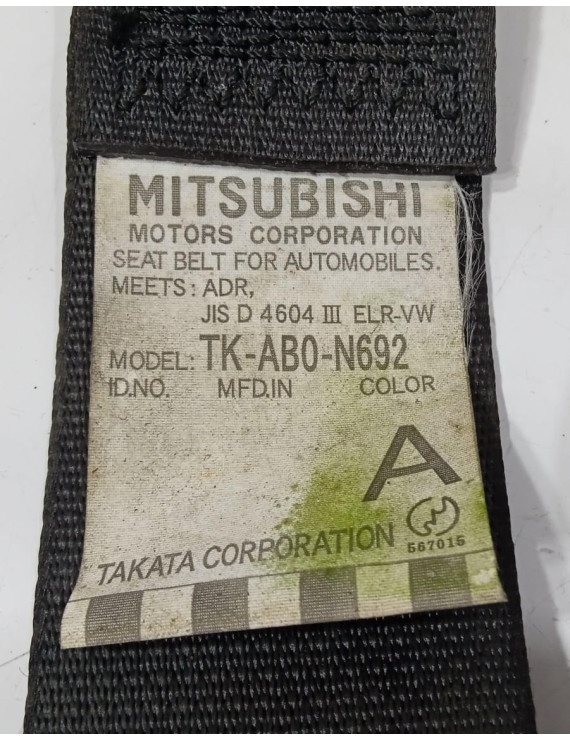 MITSUBISHI
MOTORS CORPORATION
SEAT BELT FOR AUTOMOBILES.
MEETS: ADR,
JIS D 4604 III ELR-VW
MODEL: TK-AB0-N692
ID.NO. MFD.IN COLOR
A
TAKATA CORPORATION
567015